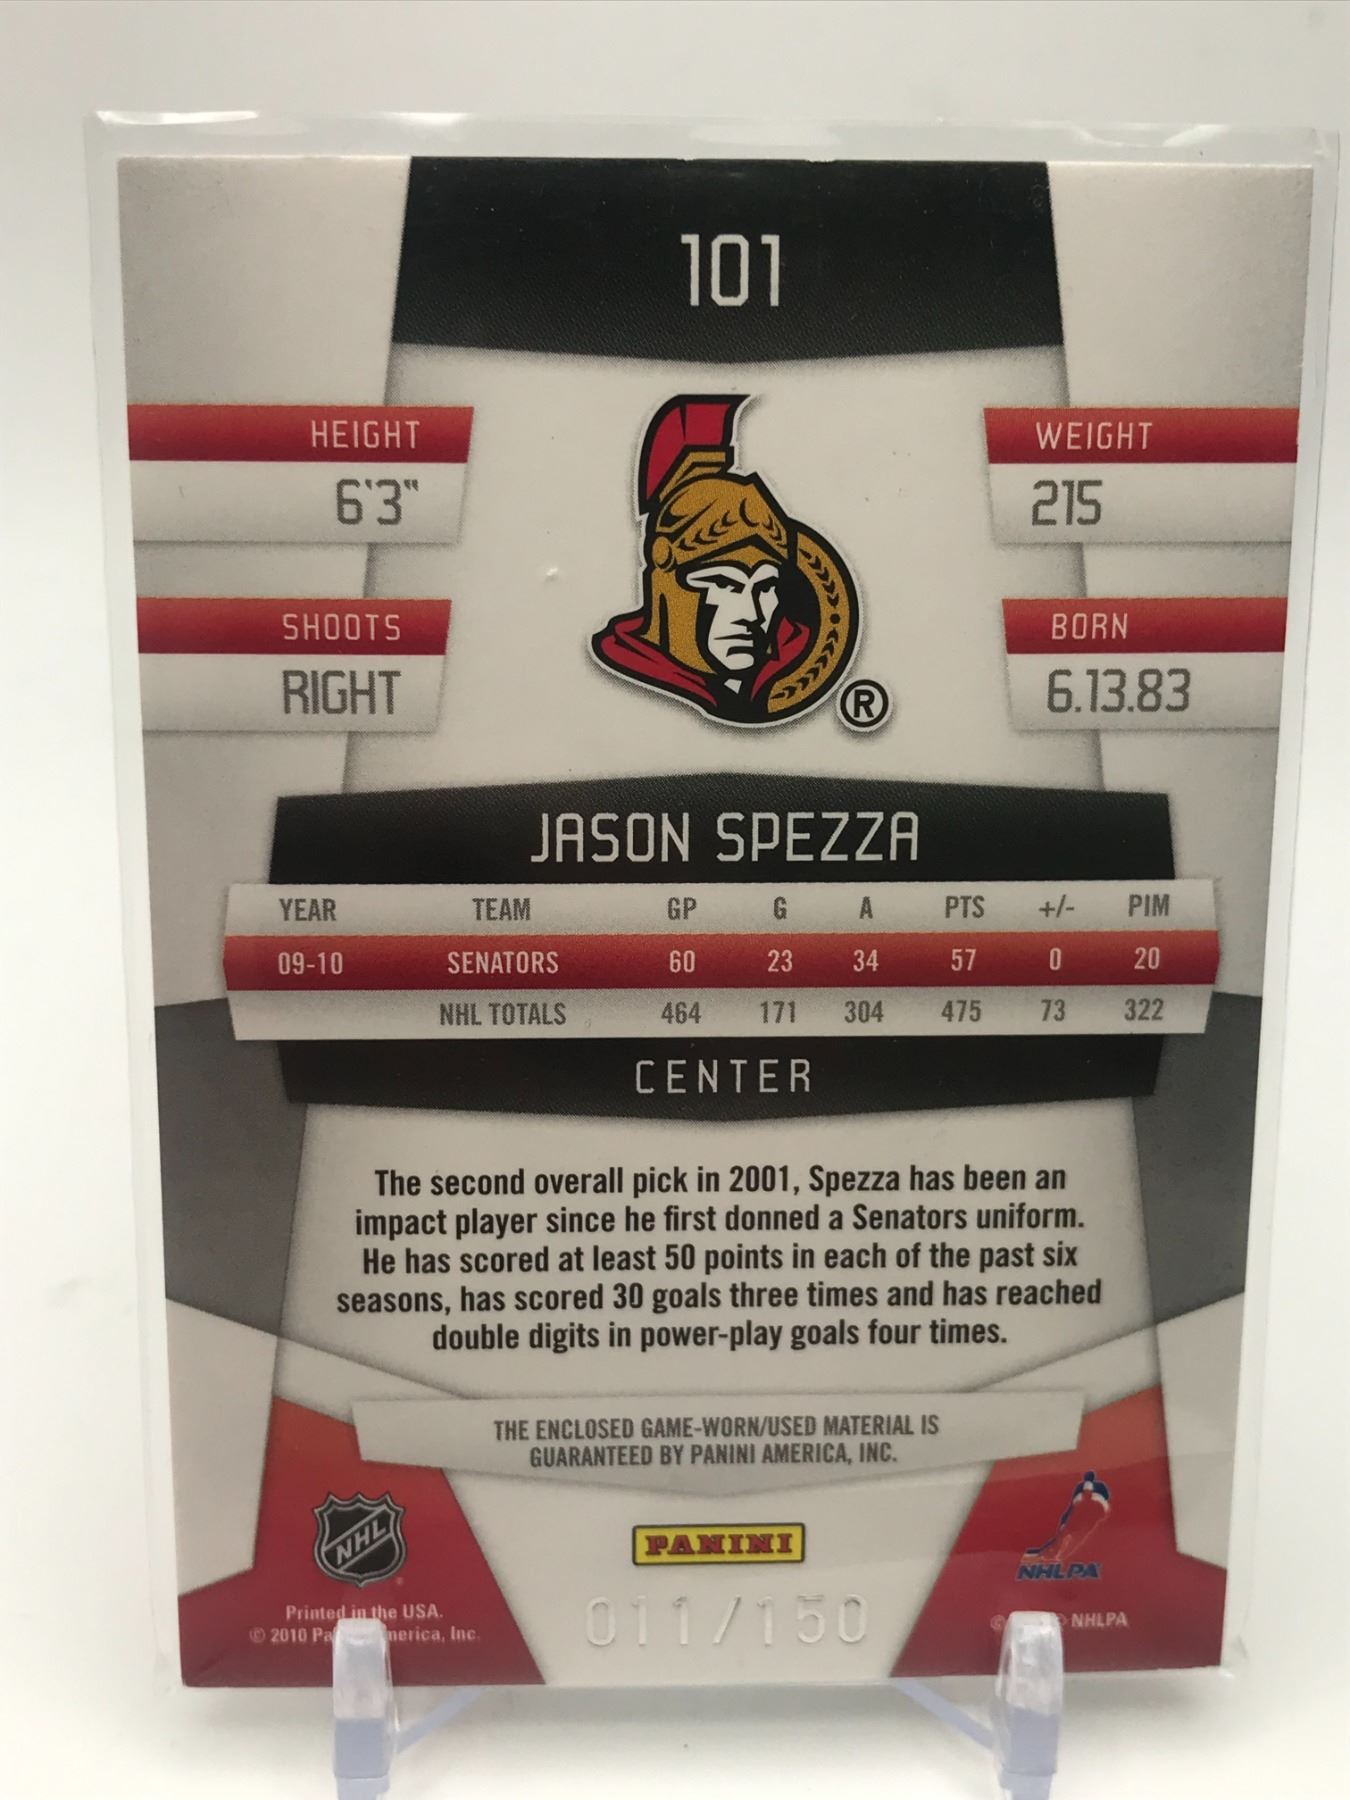 101
HEIGHT
6'3"
WEIGHT
215
SHOOTS
RIGHT
BORN
6.13.83
®
JASON SPEZZA
YEAR TEAM GP G A PTS +/- PIM
09-10 SENATORS 60 23 34 57 0 20
NHL TOTALS 464 171 304 475 73 322
CENTER
The second overall pick in 2001, Spezza has been an
impact player since he first donned a Senators uniform.
He has scored at least 50 points in each of the past six
seasons, has scored 30 goals three times and has reached
double digits in power-play goals four times.
THE ENCLOSED GAME-WORN/USED MATERIAL IS
GUARANTEED BY PANINI AMERICA, INC.
NHL
PANINI
NHLPA
011/150
Printed in the USA.
© 2010 Inc.
© NHLPA